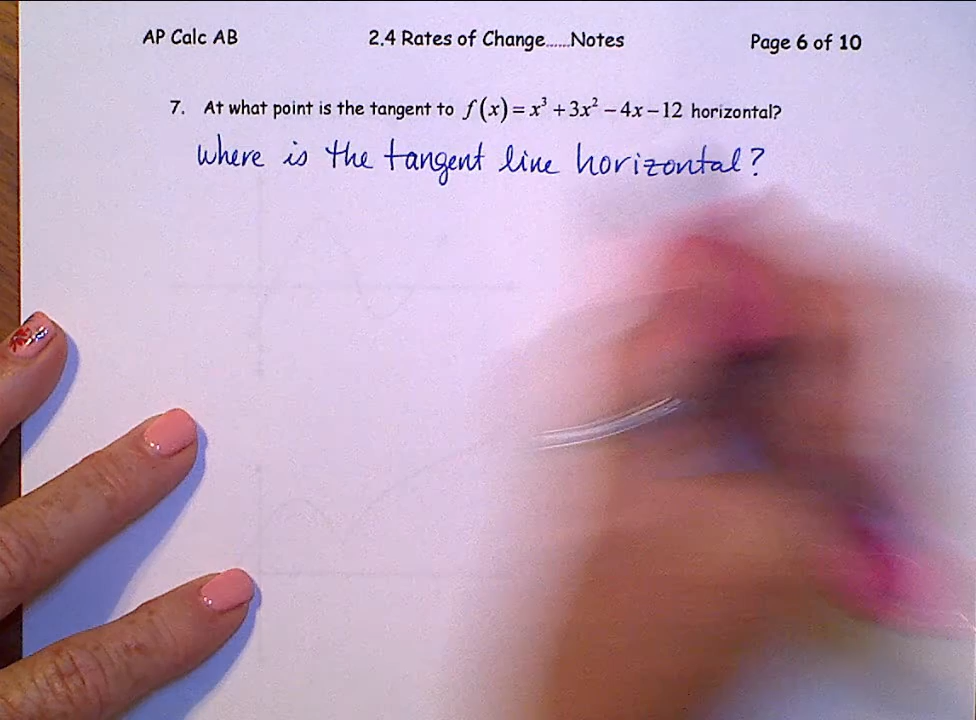 AP Calc AB 2.4 Rates of Change......Notes Page 6 of 10
7. At what point is the tangent to f(x) = x³ + 3x² − 4x − 12 horizontal?
Where is the tangent line horizontal?